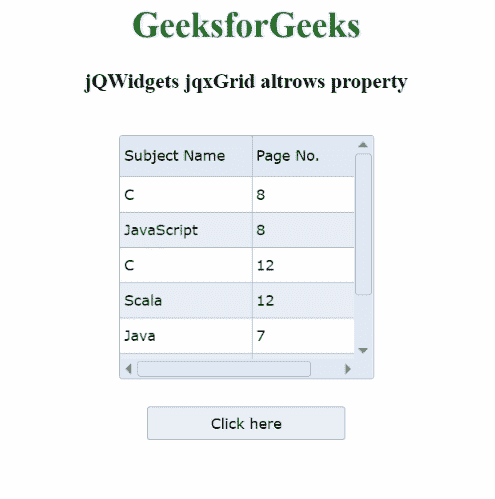 GeeksforGeeks
jQWidgets jqxGrid altrows property
Subject Name Page No.
C 8
JavaScript 8
C 12
Scala 12
Java 7
Click here